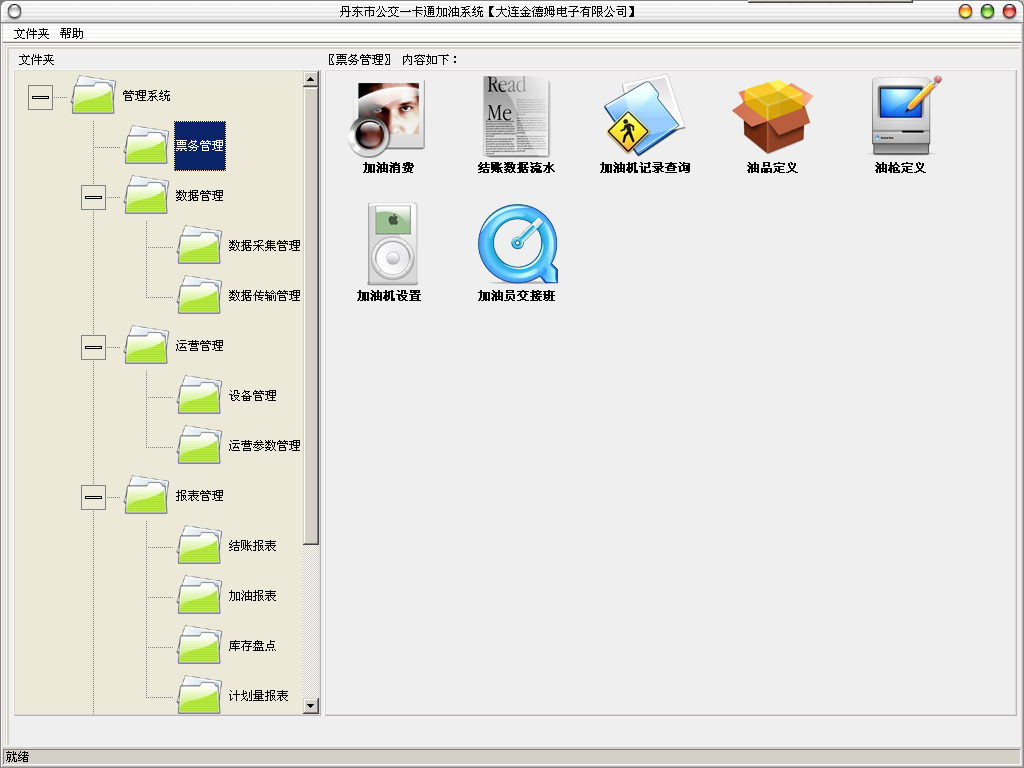 丹东市公交一卡通加油系统【大连金德姆电子有限公司】
文件夹 帮助
文件夹
管理系统
票务管理
数据管理
数据采集管理
数据传输管理
运营管理
设备管理
运营参数管理
报表管理
结账报表
加油报表
库存盘点
计划量报表
〖票务管理〗 内容如下：
Read
Me
加油消费
结账数据流水
加油机记录查询
油品定义
油枪定义
加油机设置
加油员交接班
就绪